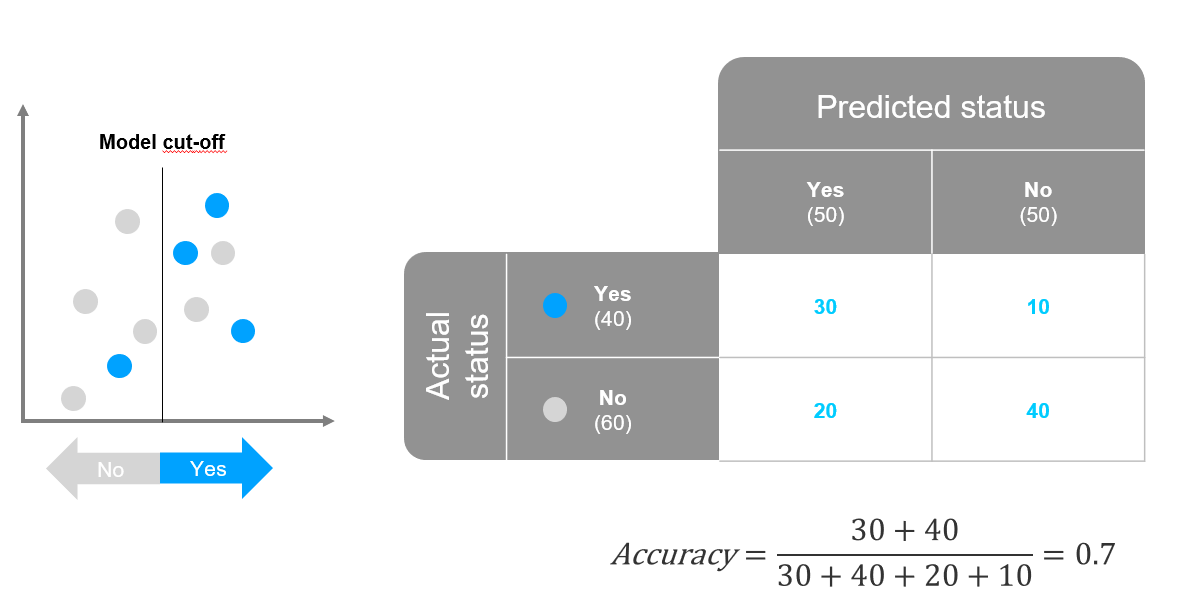 Model cut-off
No
Yes
Predicted status
Yes
(50)
No
(50)
Actual
status
Yes
(40)
30
10
No
(60)
20
40
Accuracy = \frac{30 + 40}{30 + 40 + 20 + 10} = 0.7